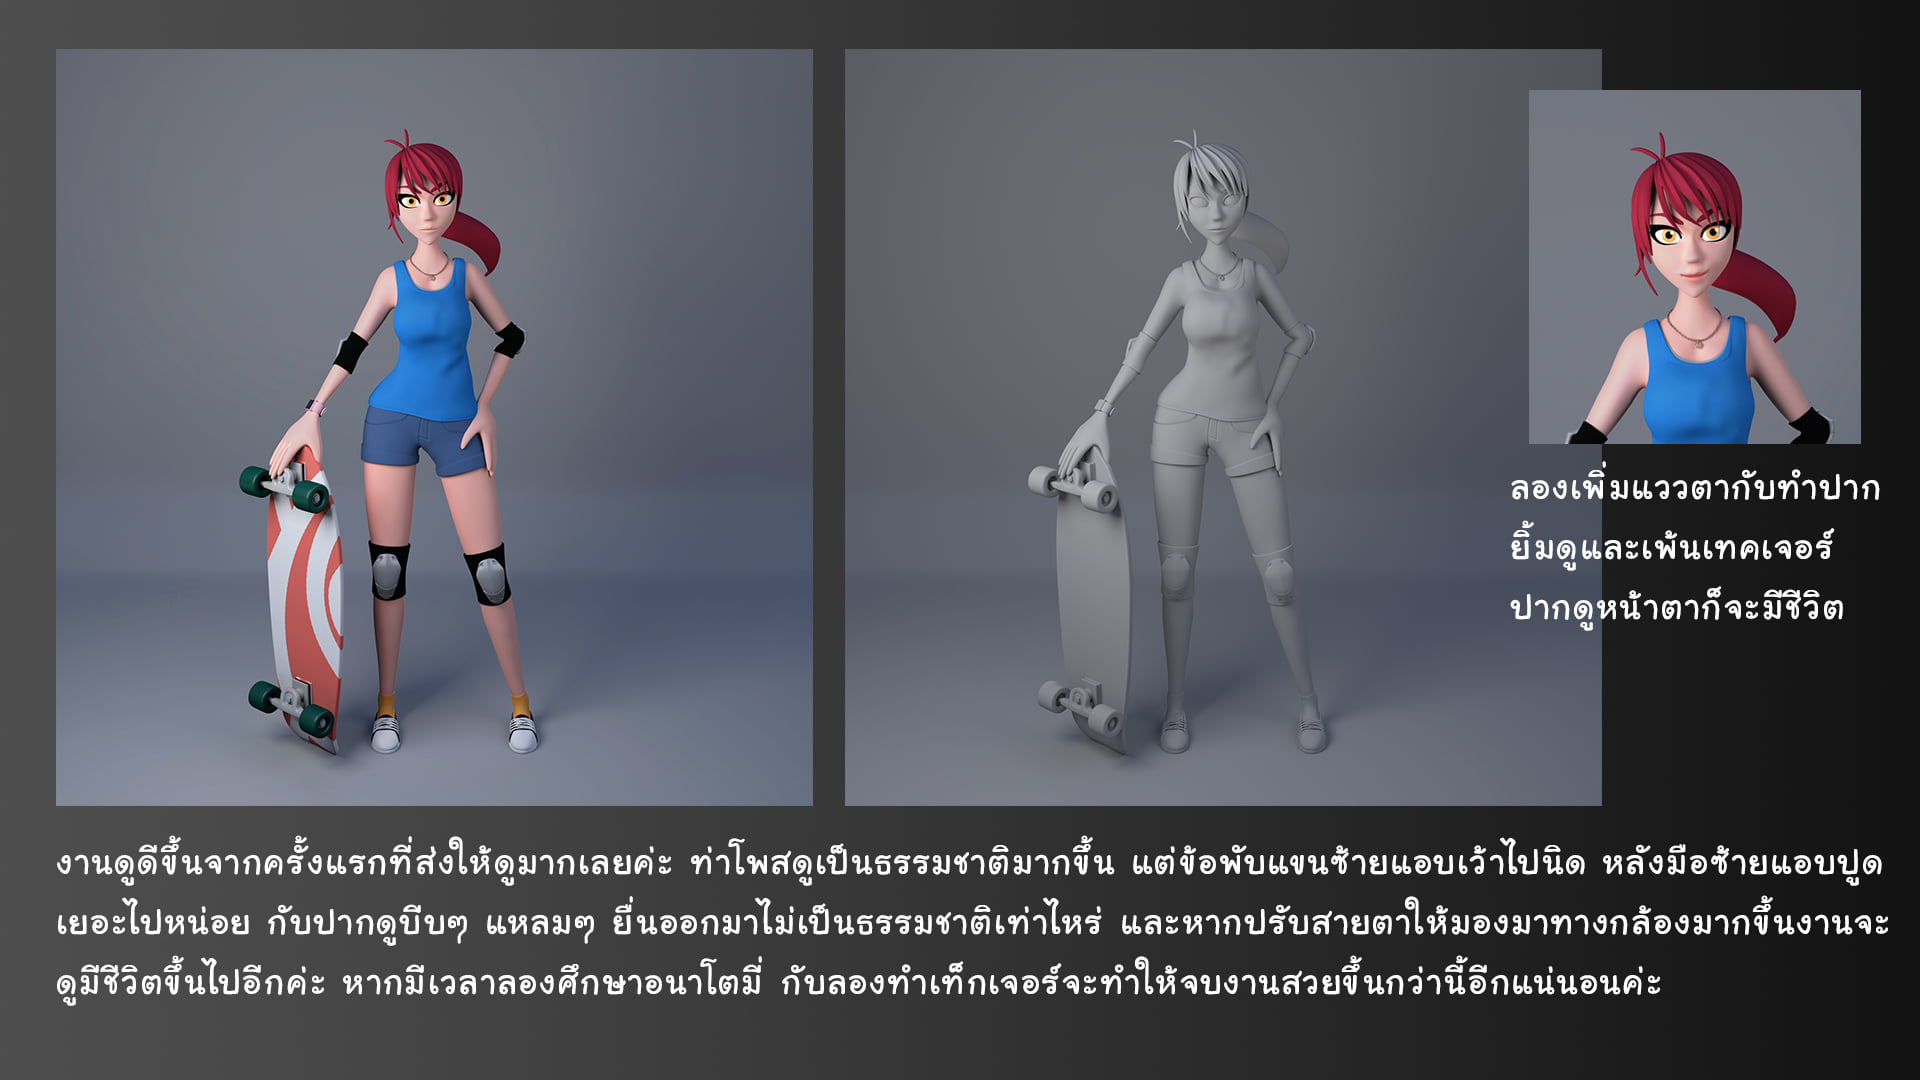 ลองเพิ่มแววตากับทำปาก
ยิ้มดูและเพ้นเทคเจอร์
ปากดูหน้าตาก็จะมีชีวิต
งานดูดีขึ้นจากครั้งแรกที่ส่งให้ดูมากเลยค่ะ ท่าโพสดูเป็นธรรมชาติมากขึ้น แต่ข้อพับแขนซ้ายแอบเว้าไปนิด หลังมือซ้ายแอบปูด
เยอะไปหน่อย กับปากดูบีบๆ แหลมๆ ยื่นออกมาไม่เป็นธรรมชาติเท่าไหร่ และหากปรับสายตาให้มองมาทางกล้องมากขึ้นงานจะ
ดูมีชีวิตขึ้นไปอีกค่ะ หากมีเวลาลองศึกษาอนาโตมี่ กับลองทำเท็กเจอร์จะทำให้จบงานสวยขึ้นกว่านี้อีกแน่นอนค่ะ